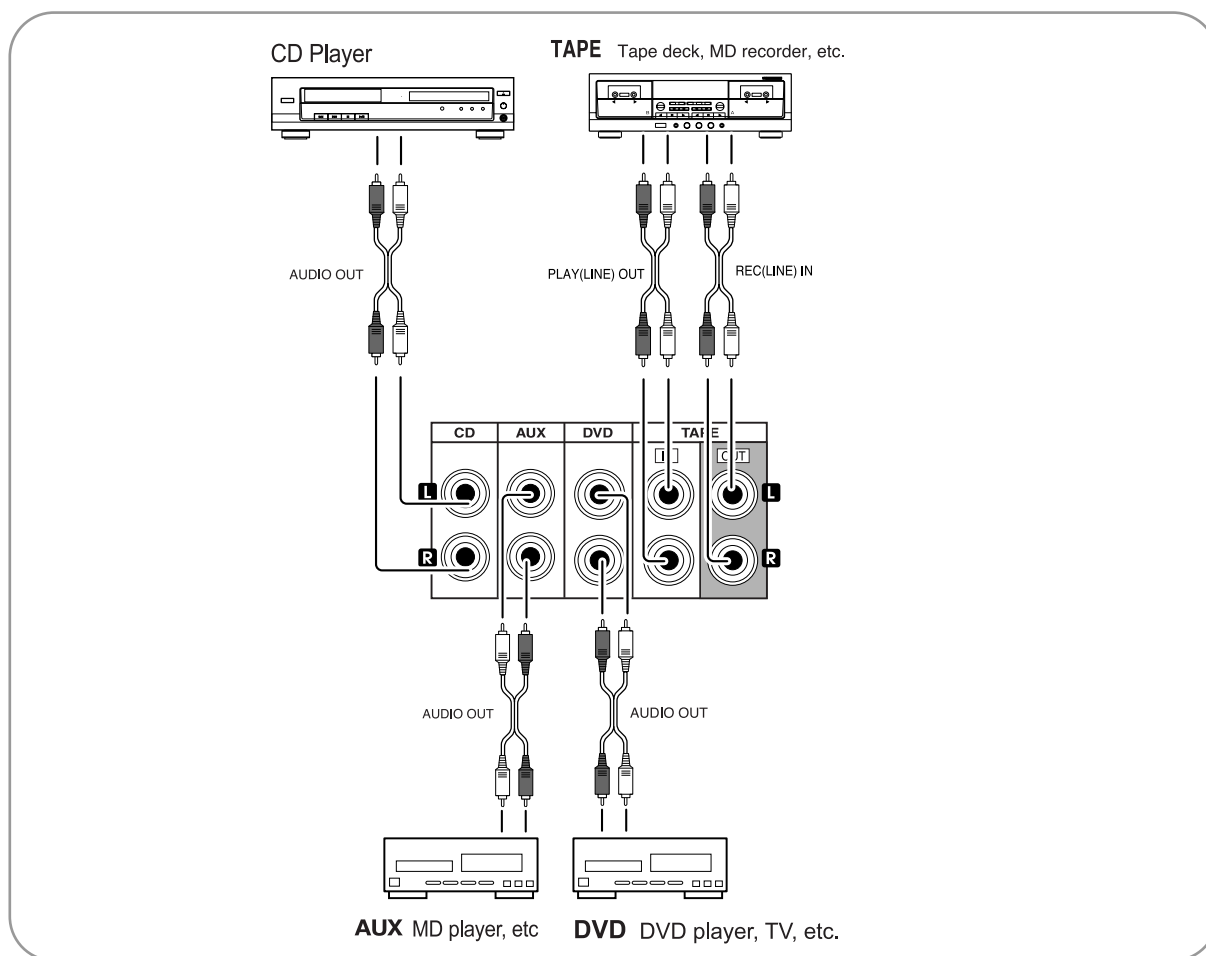 CD Player
TAPE Tape deck, MD recorder, etc.
AUDIO OUT
PLAY(LINE) OUT
REC(LINE) IN
CD AUX DVD TAPE
IN OUT
L L
R R
AUDIO OUT
AUDIO OUT
AUX MD player, etc
DVD DVD player, TV, etc.